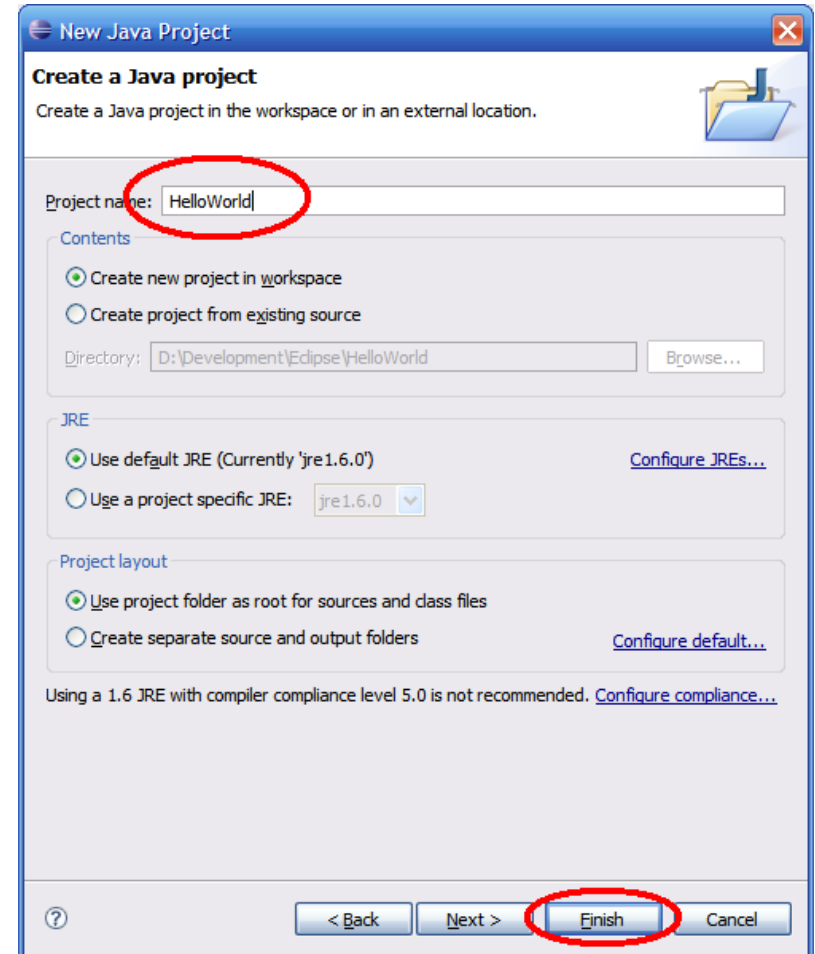 New Java Project
Create a Java project
Create a Java project in the workspace or in an external location.
Project name: HelloWorld
Contents
Create new project in workspace
Create project from existing source
Directory: D:\Development\Eclipse\HelloWorld Browse...
JRE
Use default JRE (Currently 'jre1.6.0') Configure JREs...
Use a project specific JRE: jre1.6.0
Project layout
Use project folder as root for sources and class files
Create separate source and output folders Configure default...
Using a 1.6 JRE with compiler compliance level 5.0 is not recommended. Configure compliance...
? < Back Next > Finish Cancel